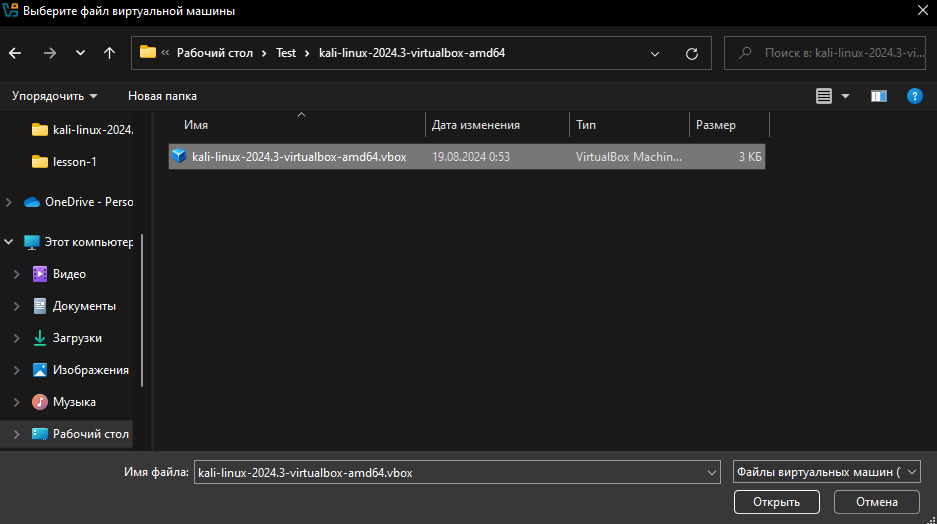 Выберите файл виртуальной машины
« Рабочий стол > Test > kali-linux-2024.3-virtualbox-amd64
Поиск в: kali-linux-2024.3-vi...
Упорядочить
Новая папка
kali-linux-2024.
lesson-1
OneDrive - Perso
Этот компьютер
Видео
Документы
Загрузки
Изображения
Музыка
Рабочий стол
Имя Дата изменения Тип Размер
kali-linux-2024.3-virtualbox-amd64.vbox 19.08.2024 0:53 VirtualBox Machin... 3 КБ
Имя файла: kali-linux-2024.3-virtualbox-amd64.vbox
Файлы виртуальных машин (
Открыть
Отмена